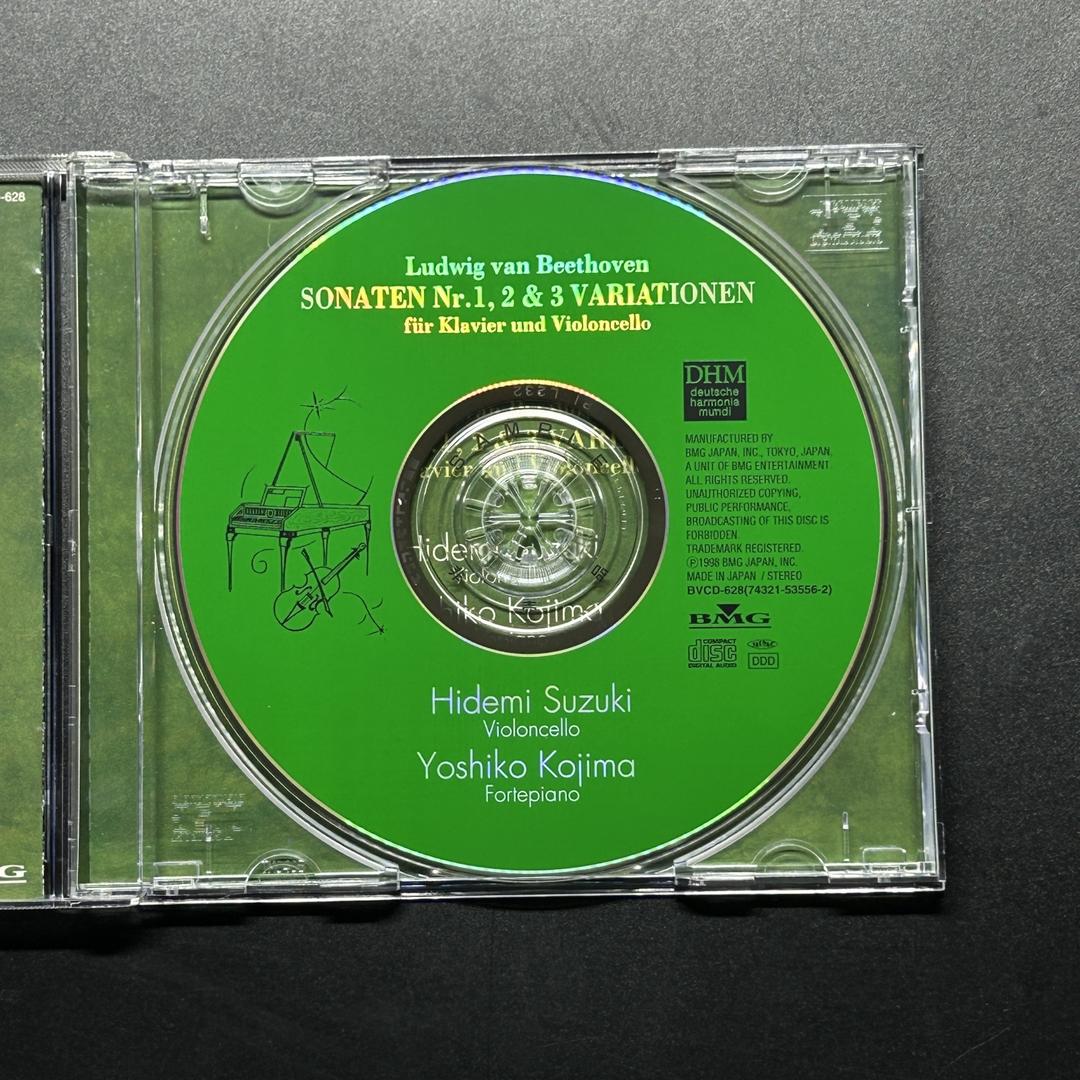 -628
Ludwig van Beethoven
SONATEN Nr.1, 2 & 3 VARIATIONEN
für Klavier und Violoncello
DHM
deutsche
harmonia
mundi
MANUFACTURED BY
BMG JAPAN, INC., TOKYO, JAPAN,
A UNIT OF BMG ENTERTAINMENT.
ALL RIGHTS RESERVED.
UNAUTHORIZED COPYING,
PUBLIC PERFORMANCE,
BROADCASTING OF THIS DISC IS
FORBIDDEN.
TRADEMARK REGISTERED.
Ⓟ1998 BMG JAPAN, INC.
MADE IN JAPAN / STEREO
BVCD-628(74321-53556-2)
BMG
COMPACT
disc
DIGITAL AUDIO
DDD
Hidemi Suzuki
Violoncello
Yoshiko Kojima
Fortepiano
G